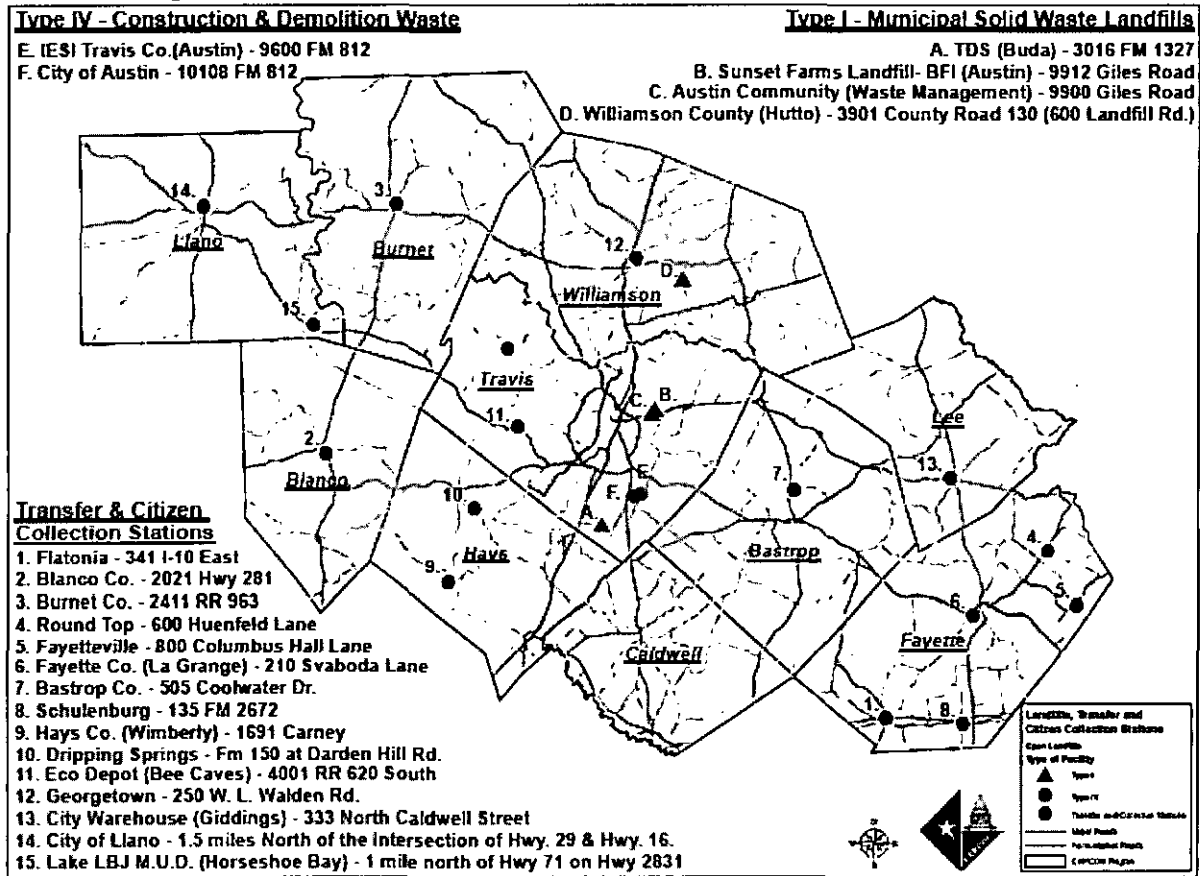 Type IV - Construction & Demolition Waste
E. IESI Travis Co.(Austin) - 9600 FM 812
F. City of Austin - 10108 FM 812
Type I - Municipal Solid Waste Landfills
A. TDS (Buda) - 3016 FM 1327
B. Sunset Farms Landfill- BFI (Austin) - 9912 Giles Road
C. Austin Community (Waste Management) - 9900 Giles Road
D. Williamson County (Hutto) - 3901 County Road 130 (600 Landfill Rd.)
14.
3.
Llano
Burnet
12.
D.
Williamson
15.
Travis
C.
B.
11.
Lee
2.
Blanco
13.
7.
E.
F.
10.
A.
Hays
Bastrop
4.
9.
5.
6.
Fayette
Caldwell
1.
8.
Transfer & Citizen
Collection Stations
1. Flatonia - 341 I-10 East
2. Blanco Co. - 2021 Hwy 281
3. Burnet Co. - 2411 RR 963
4. Round Top - 600 Huenfeld Lane
5. Fayetteville - 800 Columbus Hall Lane
6. Fayette Co. (La Grange) - 210 Svaboda Lane
7. Bastrop Co. - 505 Coolwater Dr.
8. Schulenburg - 135 FM 2672
9. Hays Co. (Wimberly) - 1691 Carney
10. Dripping Springs - Fm 150 at Darden Hill Rd.
11. Eco Depot (Bee Caves) - 4001 RR 620 South
12. Georgetown - 250 W. L. Walden Rd.
13. City Warehouse (Giddings) - 333 North Caldwell Street
14. City of Llano - 1.5 miles North of the Intersection of Hwy. 29 & Hwy. 16.
15. Lake LBJ M.U.D. (Horseshoe Bay) - 1 mile north of Hwy 71 on Hwy 2831
Landfills, Transfer and
Citizen Collection Stations
Type of Facility
Type I
Type IV
Major Roads
CAPCOG Region